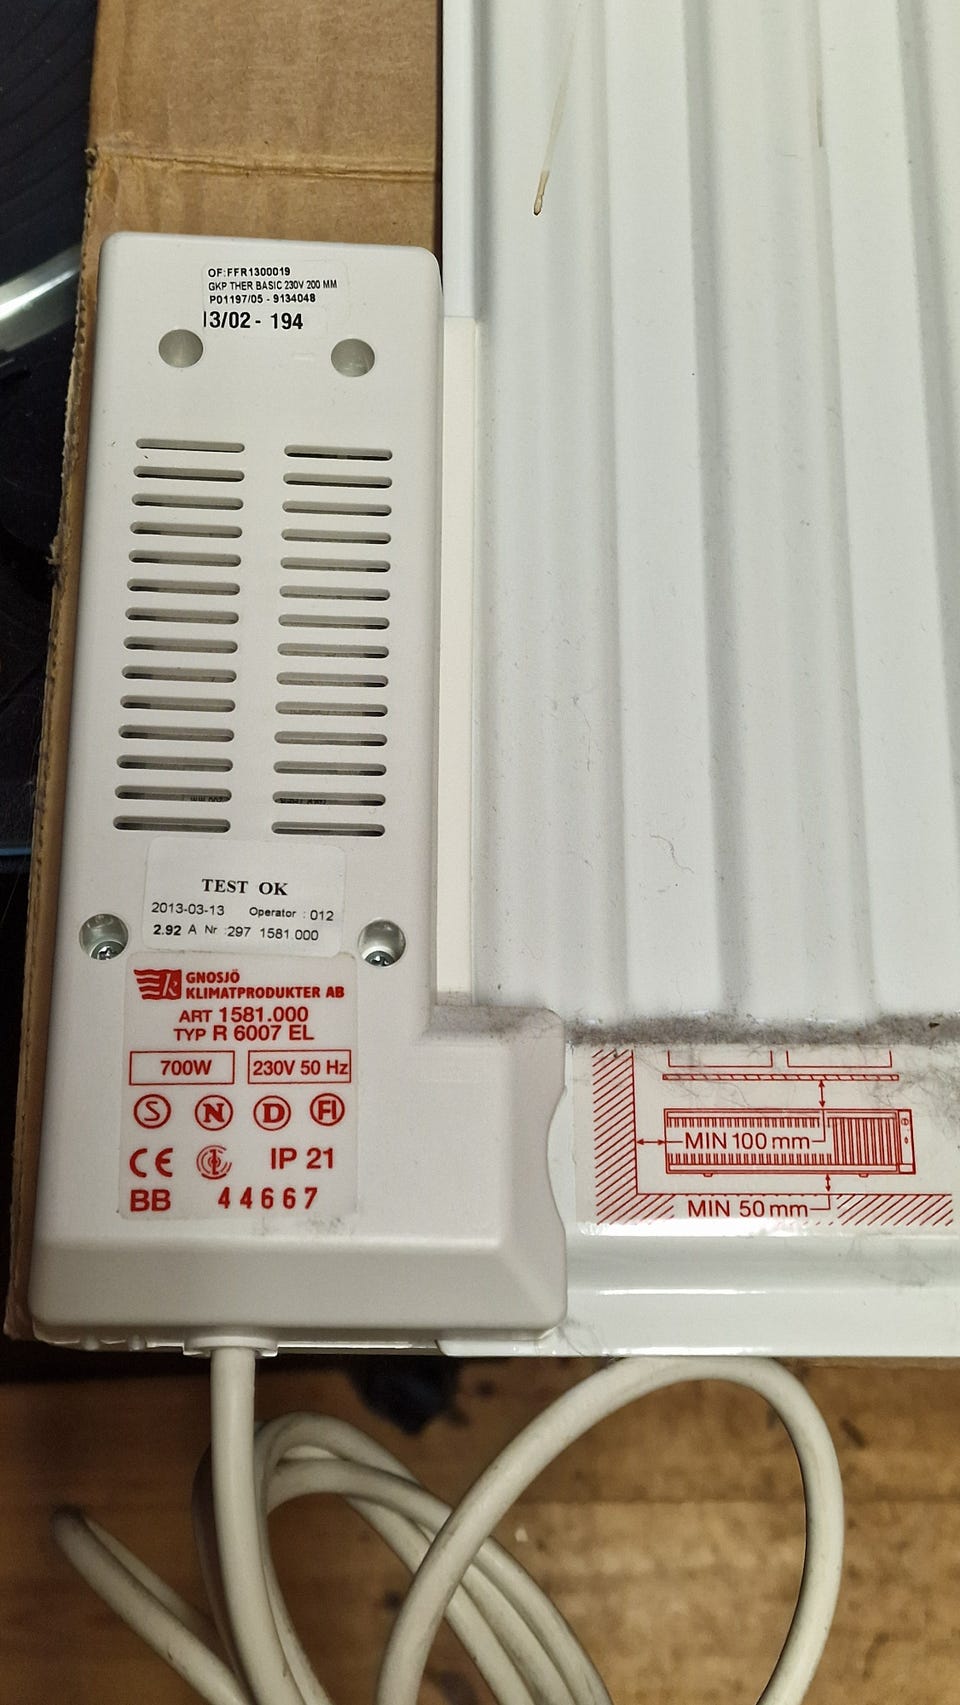 OF:FFR1300019
GKP THER BASIC 230V 200 MM
P01197/05 - 9134048
13/02 - 194
TEST OK
2013-03-13 Operator : 012
2.92 A Nr :297 1581.000
GNOSJÖ
KLIMATPRODUKTER AB
ART 1581.000
TYP R 6007 EL
700W 230V 50 Hz
S N D FI
CE IP 21
BB 44667
MIN 100 mm
MIN 50 mm